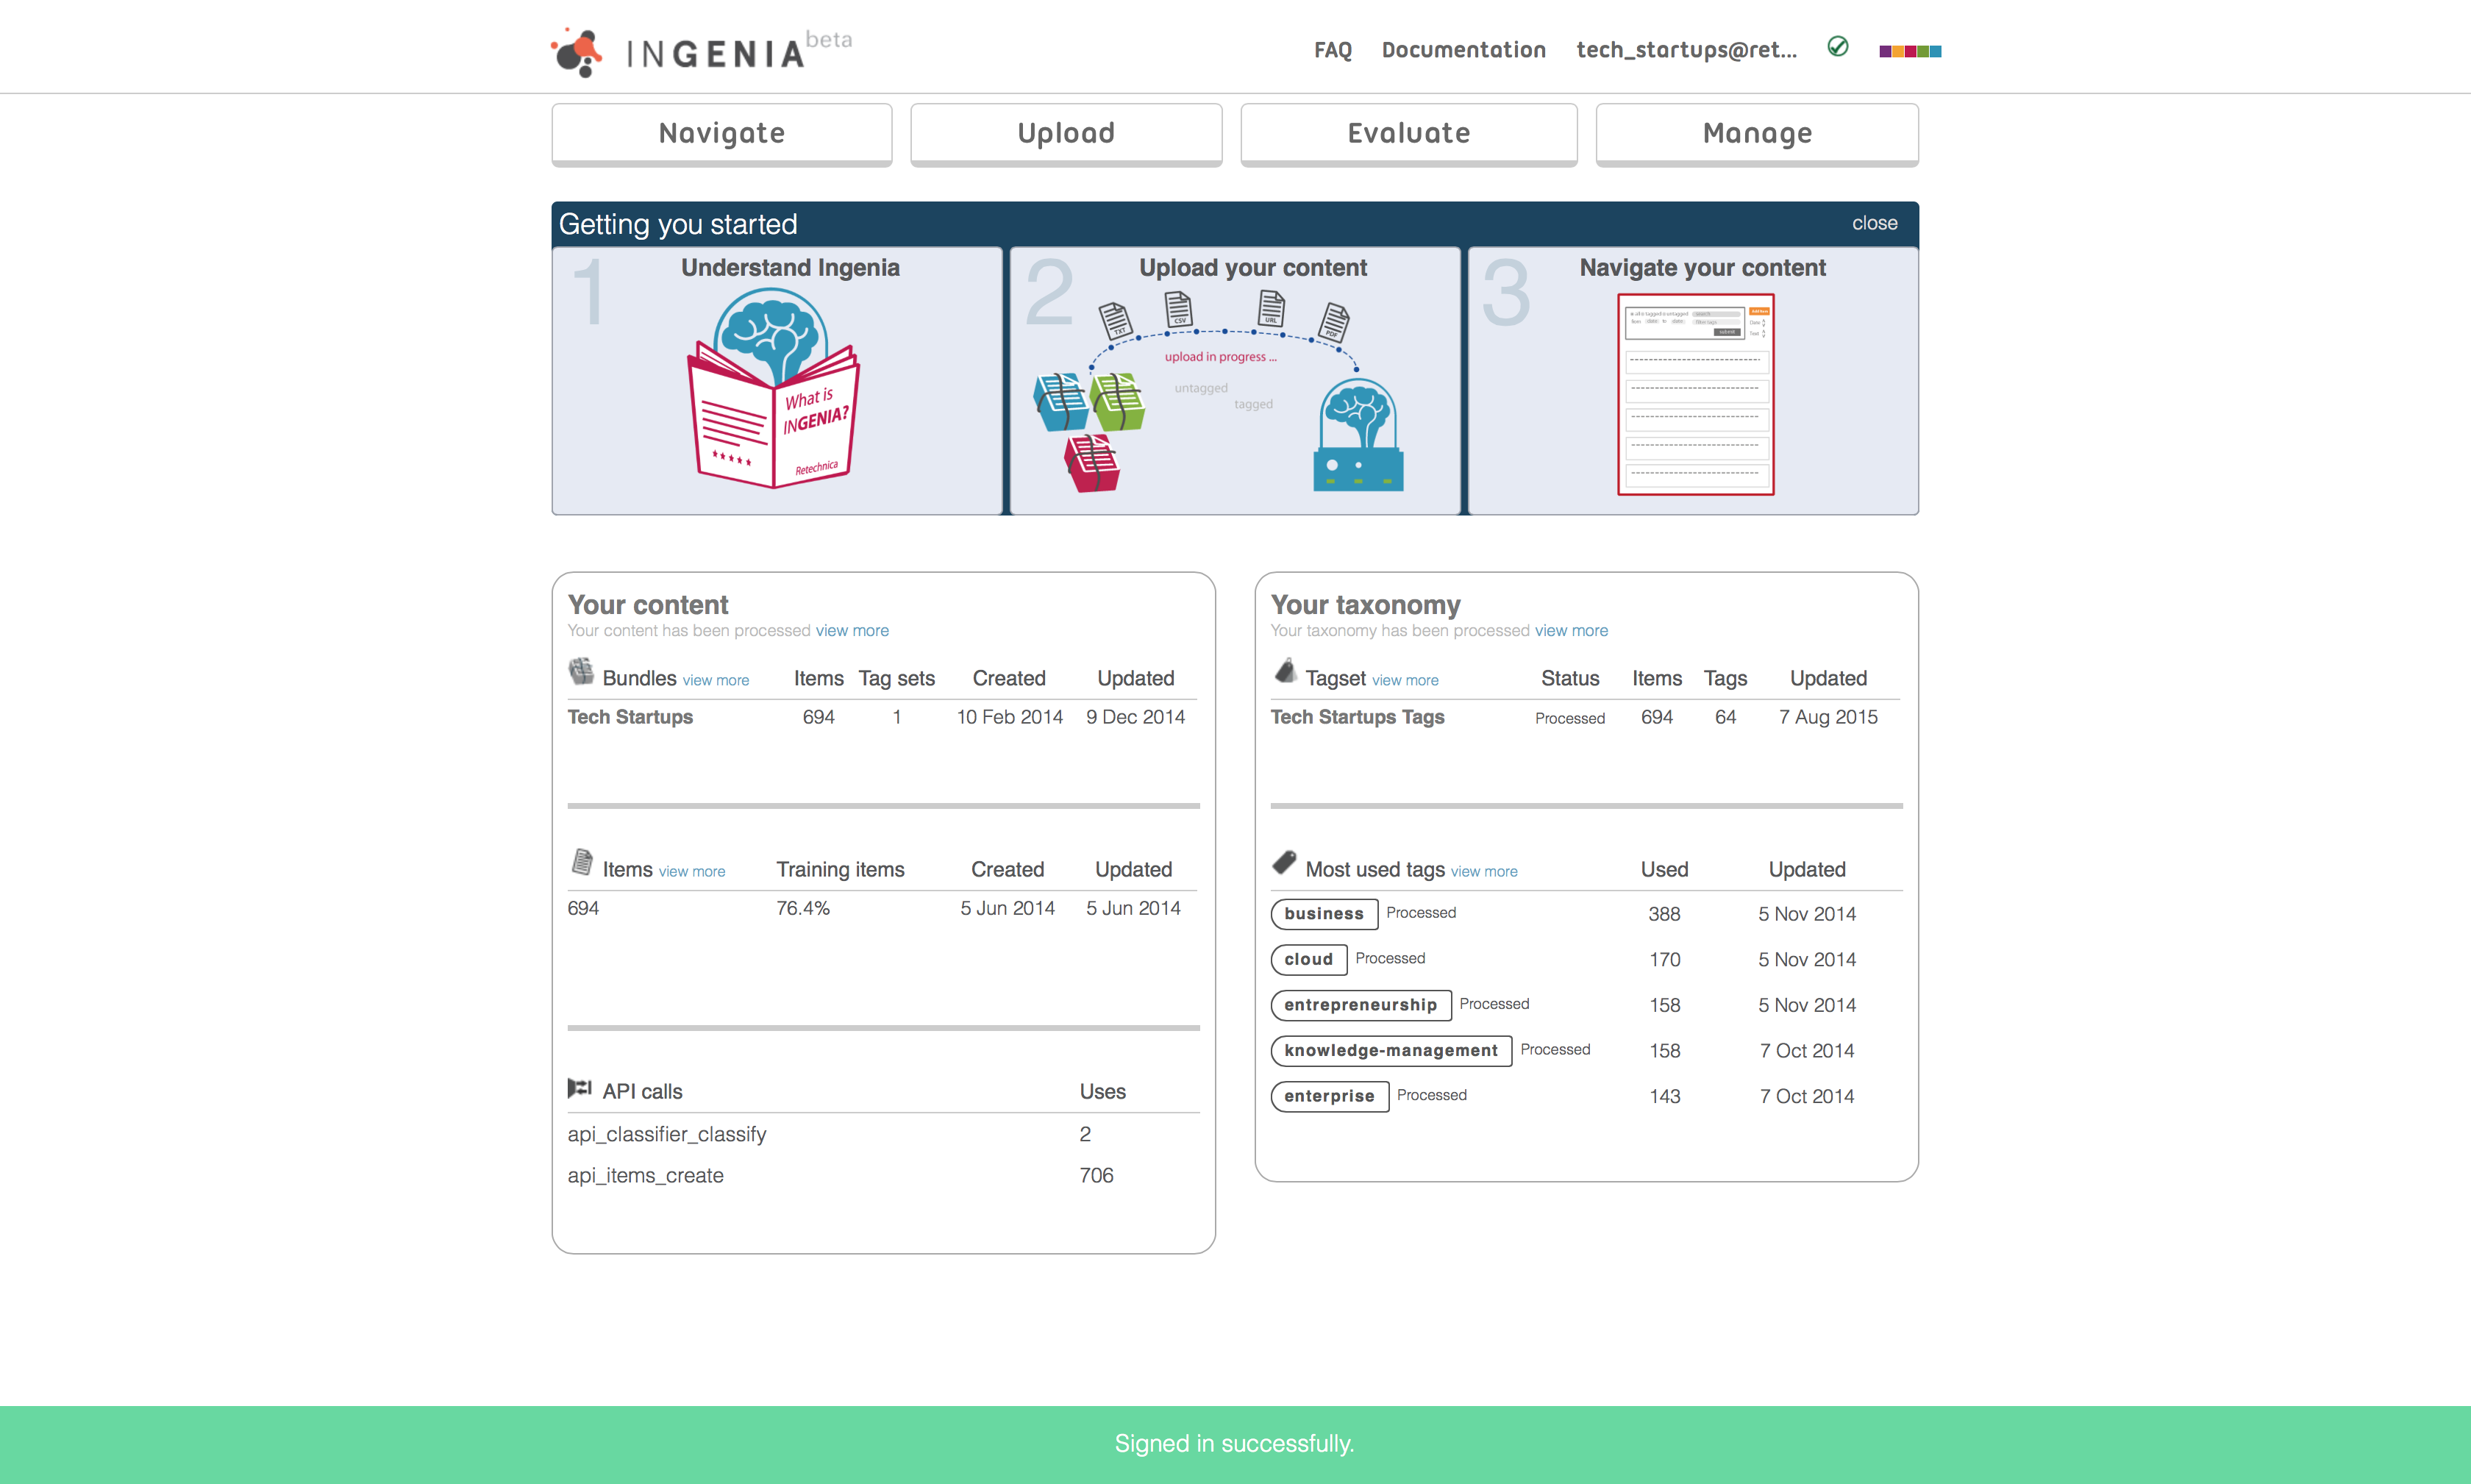 INGENIA beta
FAQ Documentation tech_startups@ret...
Navigate Upload Evaluate Manage
Getting you started close
1 Understand Ingenia
What is INGENIA?
Retechnica
2 Upload your content
TXT CSV URL PDF
upload in progress ...
untagged
tagged
3 Navigate your content
Your content
Your content has been processed view more
Bundles view more Items Tag sets Created Updated
Tech Startups 694 1 10 Feb 2014 9 Dec 2014
Items view more Training items Created Updated
694 76.4% 5 Jun 2014 5 Jun 2014
API calls Uses
api_classifier_classify 2
api_items_create 706
Your taxonomy
Your taxonomy has been processed view more
Tagset view more Status Items Tags Updated
Tech Startups Tags Processed 694 64 7 Aug 2015
Most used tags view more Used Updated
business Processed 388 5 Nov 2014
cloud Processed 170 5 Nov 2014
entrepreneurship Processed 158 5 Nov 2014
knowledge-management Processed 158 7 Oct 2014
enterprise Processed 143 7 Oct 2014
Signed in successfully.